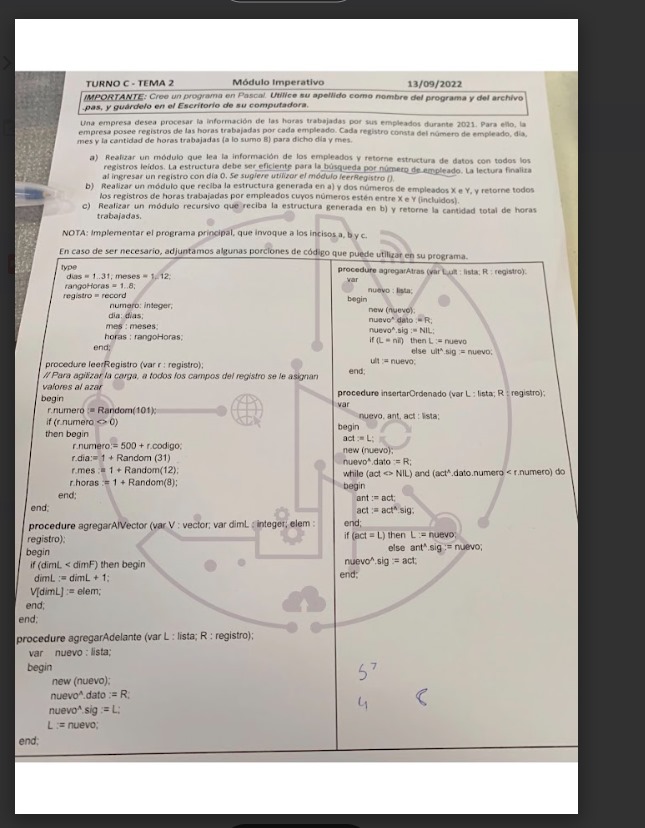 TURNO C - TEMA 2 Módulo Imperativo 13/09/2022
IMPORTANTE: Cree un programa en Pascal. Utilice su apellido como nombre del programa y del archivo
.pas, y guárdelo en el Escritorio de su computadora.
Una empresa desea procesar la información de las horas trabajadas por sus empleados durante 2021. Para ello, la
empresa posee registros de las horas trabajadas por cada empleado. Cada registro consta del número de empleado, día,
mes y la cantidad de horas trabajadas (a lo sumo 8) para dicho día y mes.
a) Realizar un módulo que lea la información de los empleados y retorne estructura de datos con todos los
registros leídos. La estructura debe ser eficiente para la búsqueda por número de empleado. La lectura finaliza
al ingresar un registro con día 0. Se sugiere utilizar el módulo leerRegistro ().
b) Realizar un módulo que reciba la estructura generada en a) y dos números de empleados X e Y, y retorne todos
los registros de horas trabajadas por empleados cuyos números estén entre X e Y (incluidos).
c) Realizar un módulo recursivo que reciba la estructura generada en b) y retorne la cantidad total de horas
trabajadas.
NOTA: Implementar el programa principal, que invoque a los incisos a, b y c.
En caso de ser necesario, adjuntamos algunas porciones de código que puede utilizar en su programa.
type
dias = 1..31; meses = 1..12;
rangoHoras = 1..8;
registro = record
numero: integer;
dia: dias;
mes : meses;
horas : rangoHoras;
end;
procedure leerRegistro (var r : registro);
// Para agilizar la carga, a todos los campos del registro se le asignan
valores al azar
begin
r.numero := Random(101);
if (r.numero <> 0)
then begin
r.numero:= 500 + r.codigo;
r.dia:= 1 + Random (31)
r.mes := 1 + Random(12);
r.horas := 1 + Random(8);
end;
end;
procedure agregarAlVector (var V : vector; var dimL : integer; elem :
registro);
begin
if (dimL < dimF) then begin
dimL := dimL + 1;
V[dimL] := elem;
end;
end;
procedure agregarAdelante (var L : lista; R : registro);
var nuevo : lista;
begin
new (nuevo);
nuevo^.dato := R;
nuevo^.sig := L;
L := nuevo;
end;
procedure agregarAtras (var L, ult : lista; R : registro);
var
nuevo : lista;
begin
new (nuevo);
nuevo^.dato := R;
nuevo^.sig := NIL;
if (L = nil) then L := nuevo
else ult^.sig := nuevo;
ult := nuevo;
end;
procedure insertarOrdenado (var L : lista; R : registro);
var
nuevo, ant, act : lista;
begin
act := L;
new (nuevo);
nuevo^.dato := R;
while (act <> NIL) and (act^.dato.numero < r.numero) do
begin
ant := act;
act := act^.sig;
end;
if (act = L) then L := nuevo
else ant^.sig := nuevo;
nuevo^.sig := act;
end;